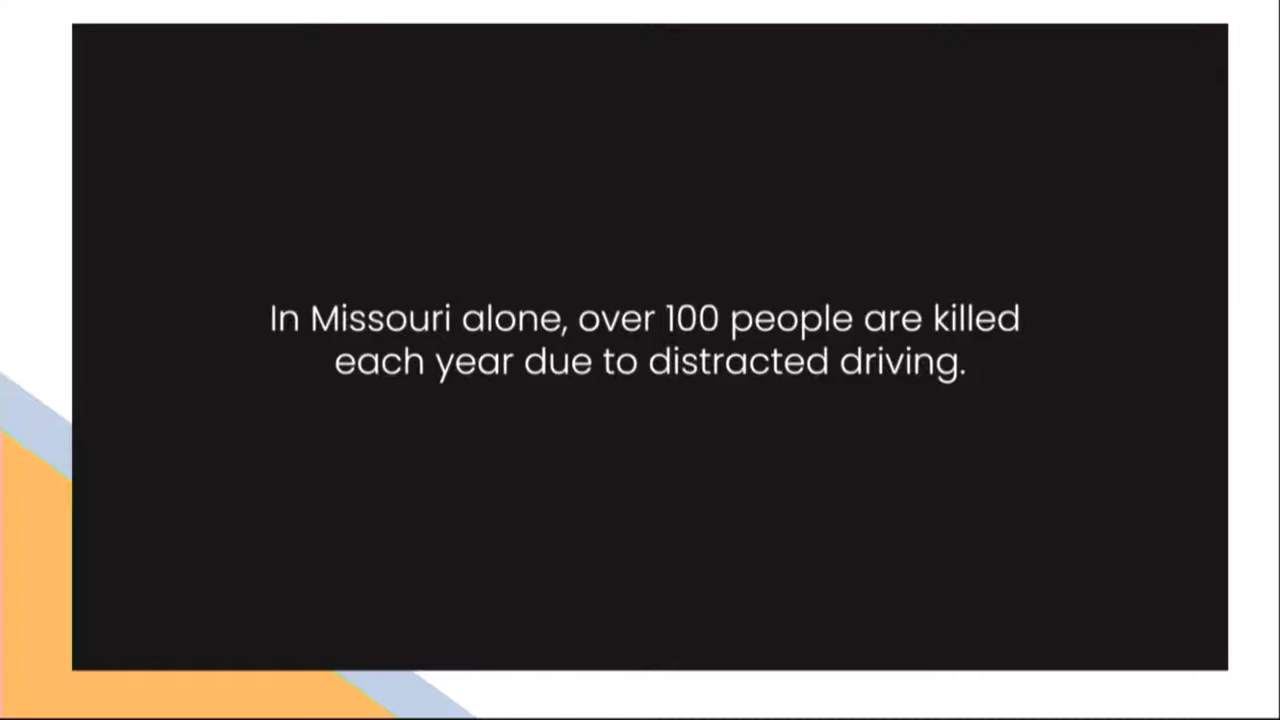 In Missouri alone, over 100 people are killed
each year due to distracted driving.